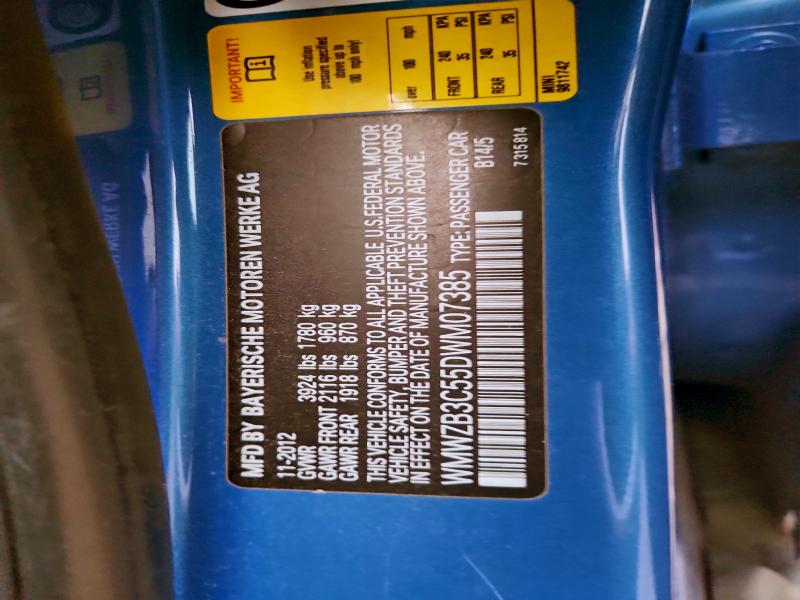 IMPORTANT!
Use inflation
pressure specified
above up to
100 mph only!
over 100 mph
KPA PSI
FRONT 240 35
KPA PSI
REAR 240 35
MINI
9811742
MFD BY BAYERISCHE MOTOREN WERKE AG
11-2012
GVWR 3924 lbs 1780 kg
GAWR FRONT 2116 lbs 960 kg
GAWR REAR 1918 lbs 870 kg
THIS VEHICLE CONFORMS TO ALL APPLICABLE U.S.FEDERAL MOTOR
VEHICLE SAFETY, BUMPER AND THEFT PREVENTION STANDARDS
IN EFFECT ON THE DATE OF MANUFACTURE SHOWN ABOVE.
WMWZB3C55DWM07385 TYPE: PASSENGER CAR
B14/5
7315814